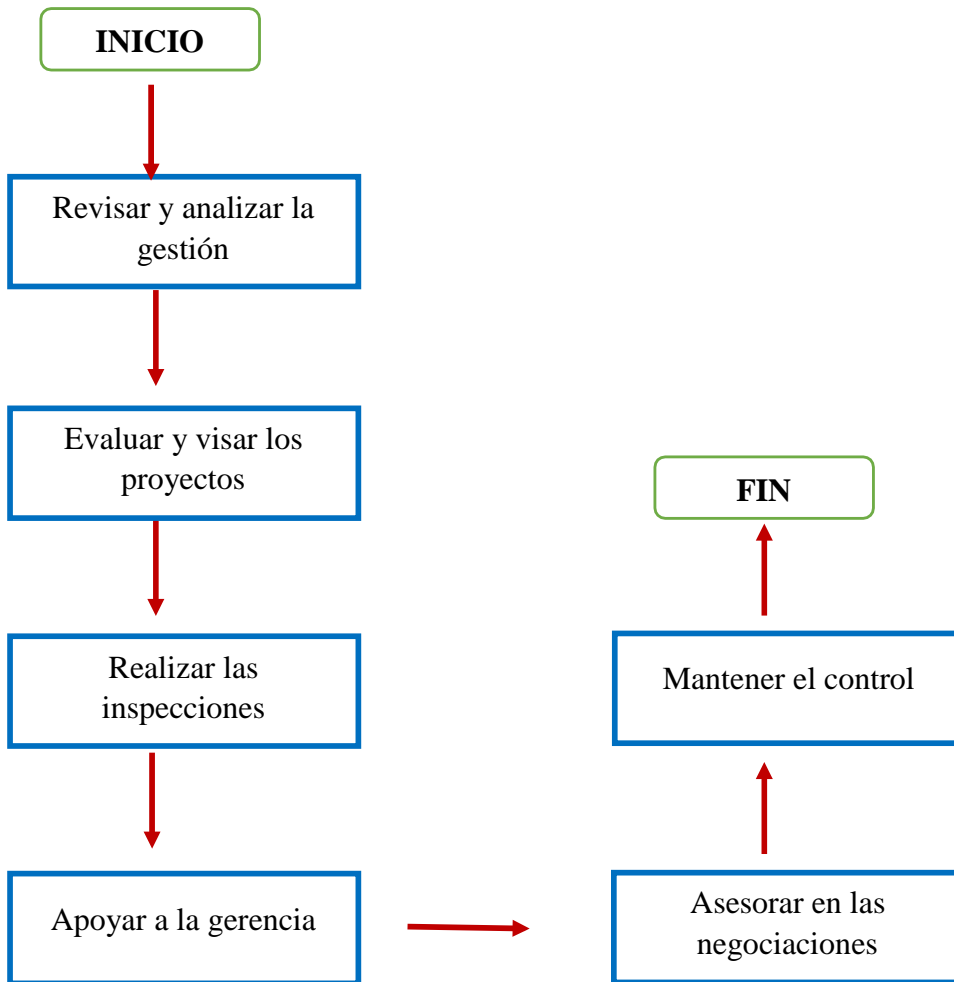 INICIO
Revisar y analizar la
gestión
Evaluar y visar los
proyectos
Realizar las
inspecciones
Apoyar a la gerencia
Asesorar en las
negociaciones
Mantener el control
FIN